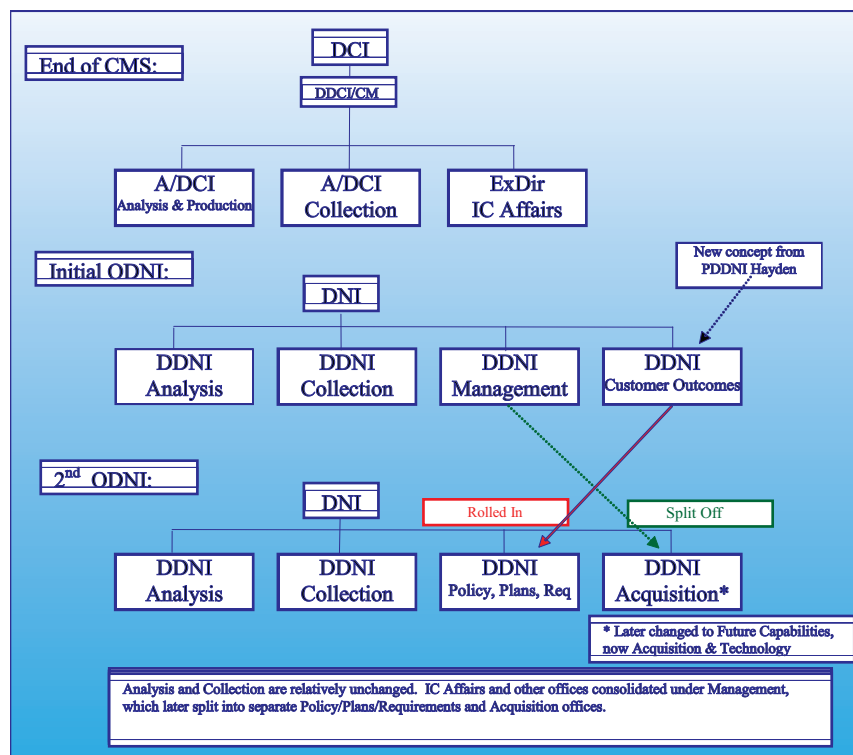 DCI
End of CMS:
DDCI/CM
A/DCI
Analysis & Production
A/DCI
Collection
ExDir
IC Affairs
New concept from
PDDNI Hayden
Initial ODNI:
DNI
DDNI
Analysis
DDNI
Collection
DDNI
Management
DDNI
Customer Outcomes
2nd ODNI:
DNI
Rolled In
Split Off
DDNI
Analysis
DDNI
Collection
DDNI
Policy, Plans, Req
DDNI
Acquisition*
* Later changed to Future Capabilities,
now Acquisition & Technology
Analysis and Collection are relatively unchanged. IC Affairs and other offices consolidated under Management,
which later split into separate Policy/Plans/Requirements and Acquisition offices.